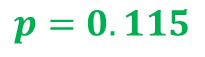 p = 0.115